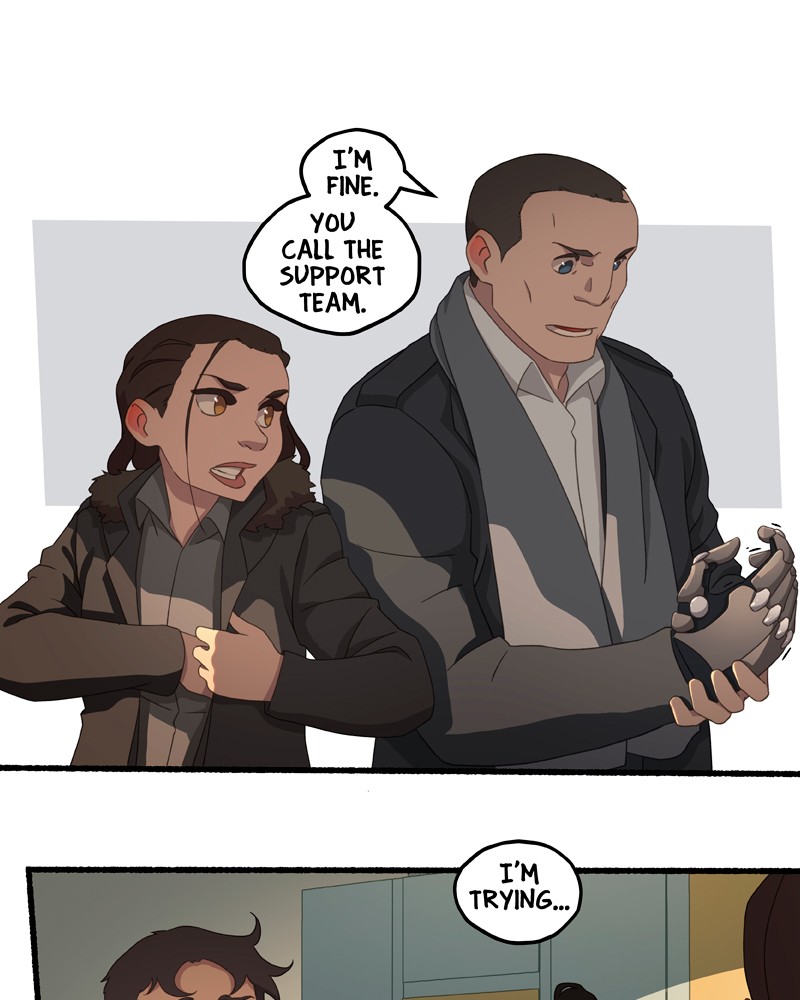 I'M
FINE.
YOU
CALL THE
SUPPORT
TEAM.
I'M
TRYING...